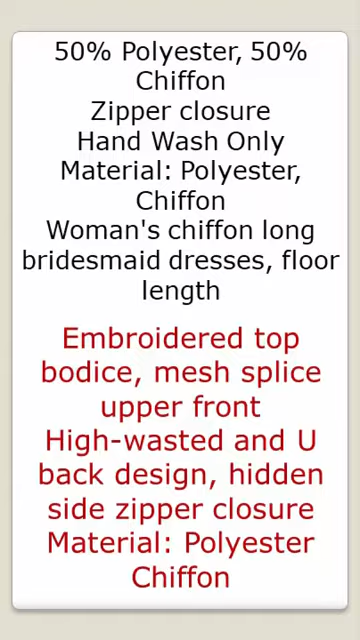 50% Polyester, 50%
Chiffon
Zipper closure
Hand Wash Only
Material: Polyester,
Chiffon
Woman's chiffon long
bridesmaid dresses, floor
length
Embroidered top
bodice, mesh splice
upper front
High-wasted and U
back design, hidden
side zipper closure
Material: Polyester
Chiffon